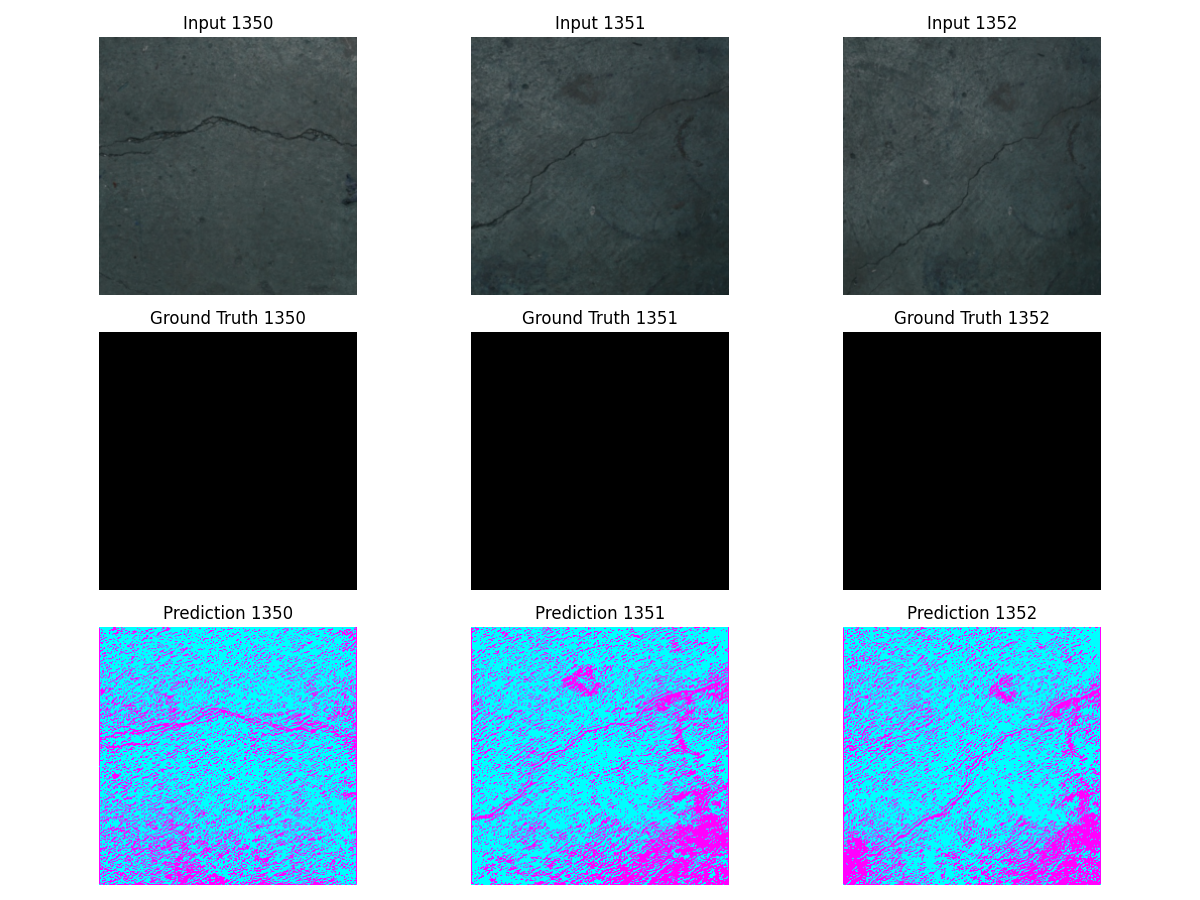 Input 1350
Input 1351
Input 1352
Ground Truth 1350
Ground Truth 1351
Ground Truth 1352
Prediction 1350
Prediction 1351
Prediction 1352